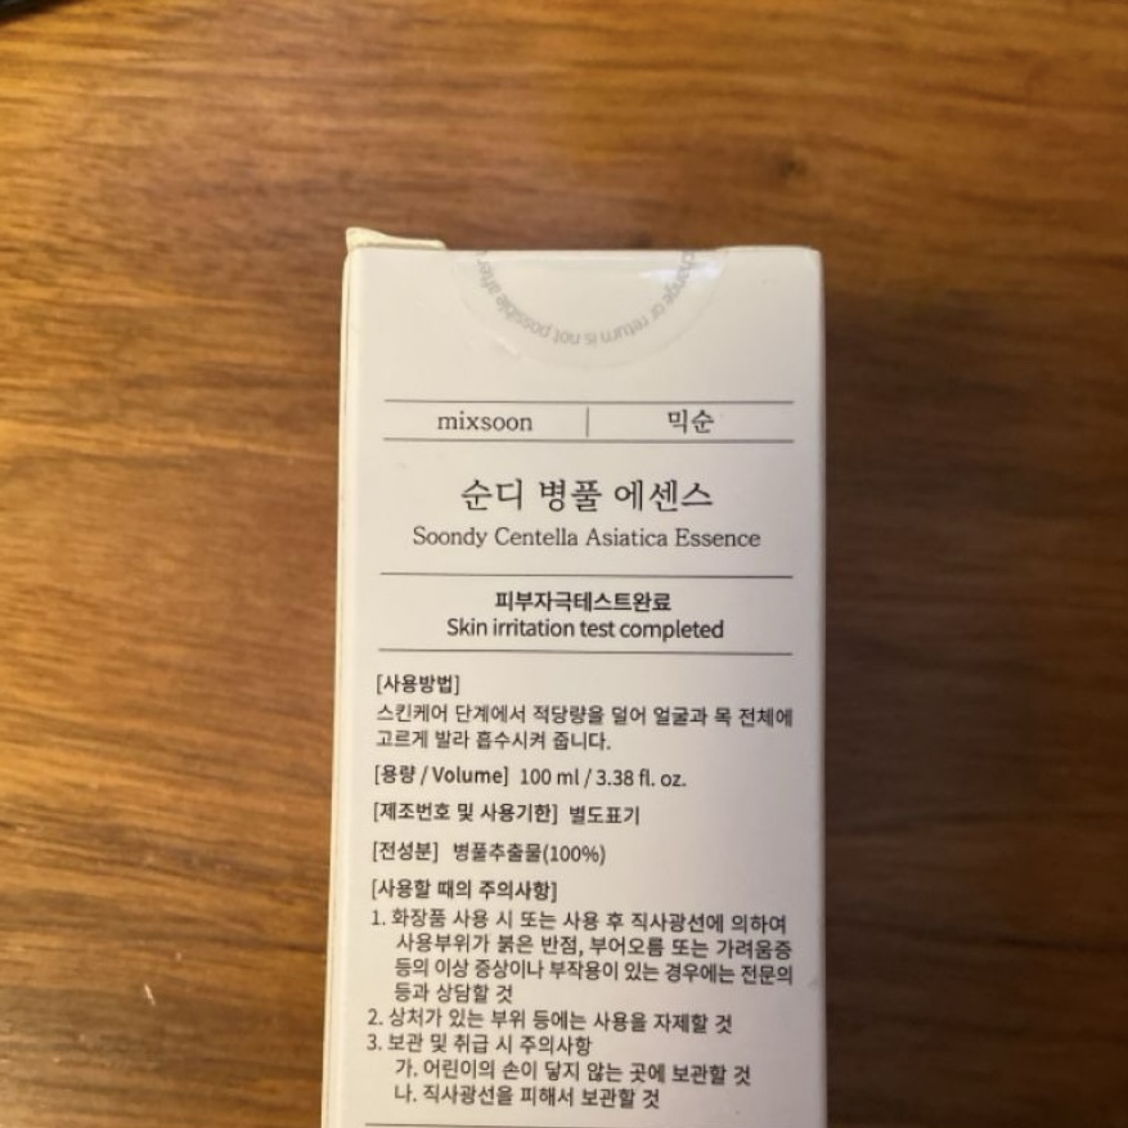 change or return is not possible after
mixsoon | 믹순
순디 병풀 에센스
Soondy Centella Asiatica Essence
피부자극테스트완료
Skin irritation test completed
[사용방법]
스킨케어 단계에서 적당량을 덜어 얼굴과 목 전체에
고르게 발라 흡수시켜 줍니다.
[용량 / Volume] 100 ml / 3.38 fl. oz.
[제조번호 및 사용기한] 별도표기
[전성분] 병풀추출물(100%)
[사용할 때의 주의사항]
1. 화장품 사용 시 또는 사용 후 직사광선에 의하여
사용부위가 붉은 반점, 부어오름 또는 가려움증
등의 이상 증상이나 부작용이 있는 경우에는 전문의
등과 상담할 것
2. 상처가 있는 부위 등에는 사용을 자제할 것
3. 보관 및 취급 시 주의사항
가. 어린이의 손이 닿지 않는 곳에 보관할 것
나. 직사광선을 피해서 보관할 것